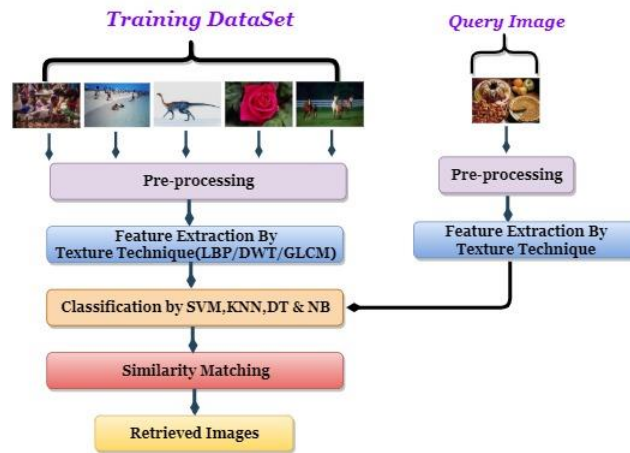 Training DataSet
Query Image
Pre-processing
Pre-processing
Feature Extraction By
Texture Technique(LBP/DWT/GLCM)
Feature Extraction By
Texture Technique
Classification by SVM,KNN,DT & NB
Similarity Matching
Retrieved Images